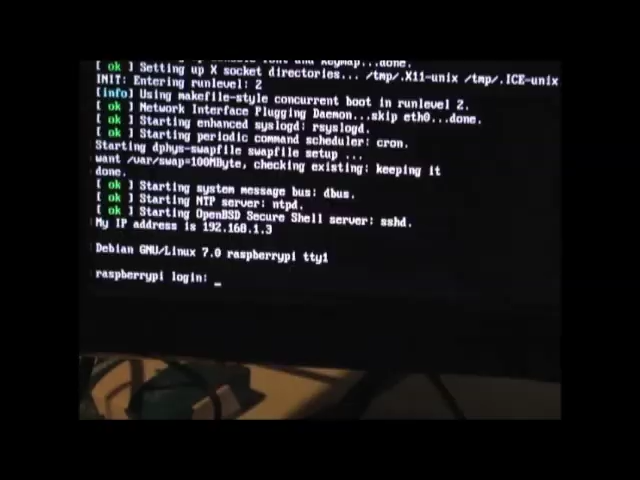 font and keymap...done.
[ ok ] Setting up X socket directories... /tmp/.X11-unix /tmp/.ICE-unix
INIT: Entering runlevel: 2
[info] Using makefile-style concurrent boot in runlevel 2.
[ ok ] Network Interface Plugging Daemon...skip eth0...done.
[ ok ] Starting enhanced syslogd: rsyslogd.
[ ok ] Starting periodic command scheduler: cron.
Starting dphys-swapfile swapfile setup ...
want /var/swap=100MByte, checking existing: keeping it
done.
[ ok ] Starting system message bus: dbus.
[ ok ] Starting NTP server: ntpd.
[ ok ] Starting OpenBSD Secure Shell server: sshd.
My IP address is 192.168.1.3
Debian GNU/Linux 7.0 raspberrypi tty1
raspberrypi login: _